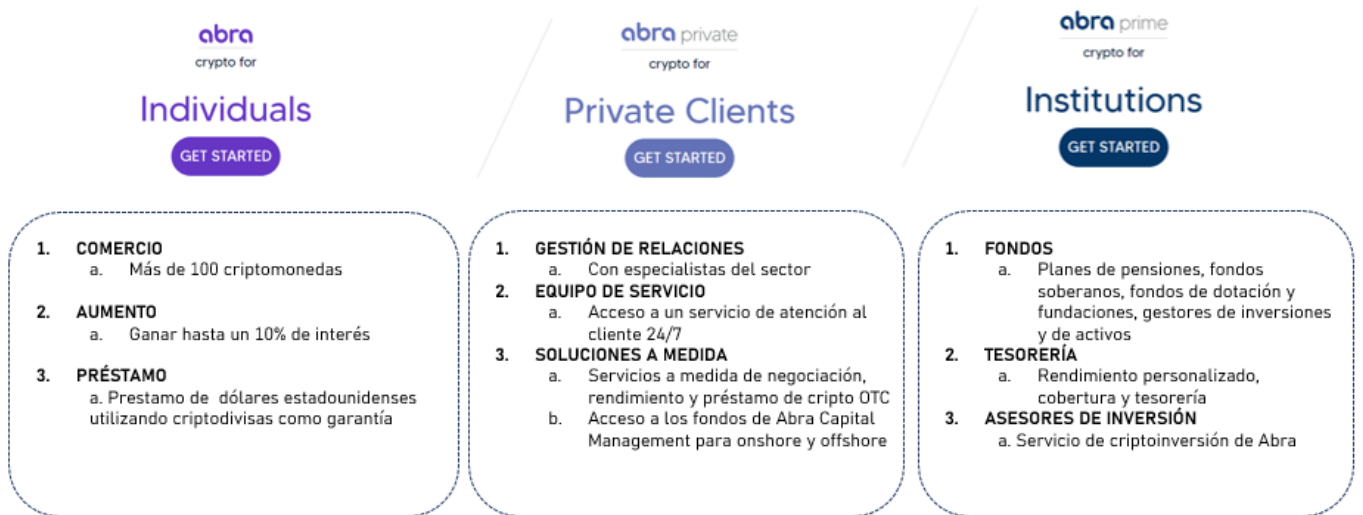 abra
crypto for
Individuals
GET STARTED
abra private
crypto for
Private Clients
GET STARTED
abra prime
crypto for
Institutions
GET STARTED
1. COMERCIO
a. Más de 100 criptomonedas
2. AUMENTO
a. Ganar hasta un 10% de interés
3. PRÉSTAMO
a. Prestamo de dólares estadounidenses
utilizando criptodivisas como garantía
1. GESTIÓN DE RELACIONES
a. Con especialistas del sector
2. EQUIPO DE SERVICIO
a. Acceso a un servicio de atención al
cliente 24/7
3. SOLUCIONES A MEDIDA
a. Servicios a medida de negociación,
rendimiento y préstamo de cripto OTC
b. Acceso a los fondos de Abra Capital
Management para onshore y offshore
1. FONDOS
a. Planes de pensiones, fondos
soberanos, fondos de dotación y
fundaciones, gestores de inversiones
y de activos
2. TESORERÍA
a. Rendimiento personalizado,
cobertura y tesorería
3. ASESORES DE INVERSIÓN
a. Servicio de criptoinversión de Abra